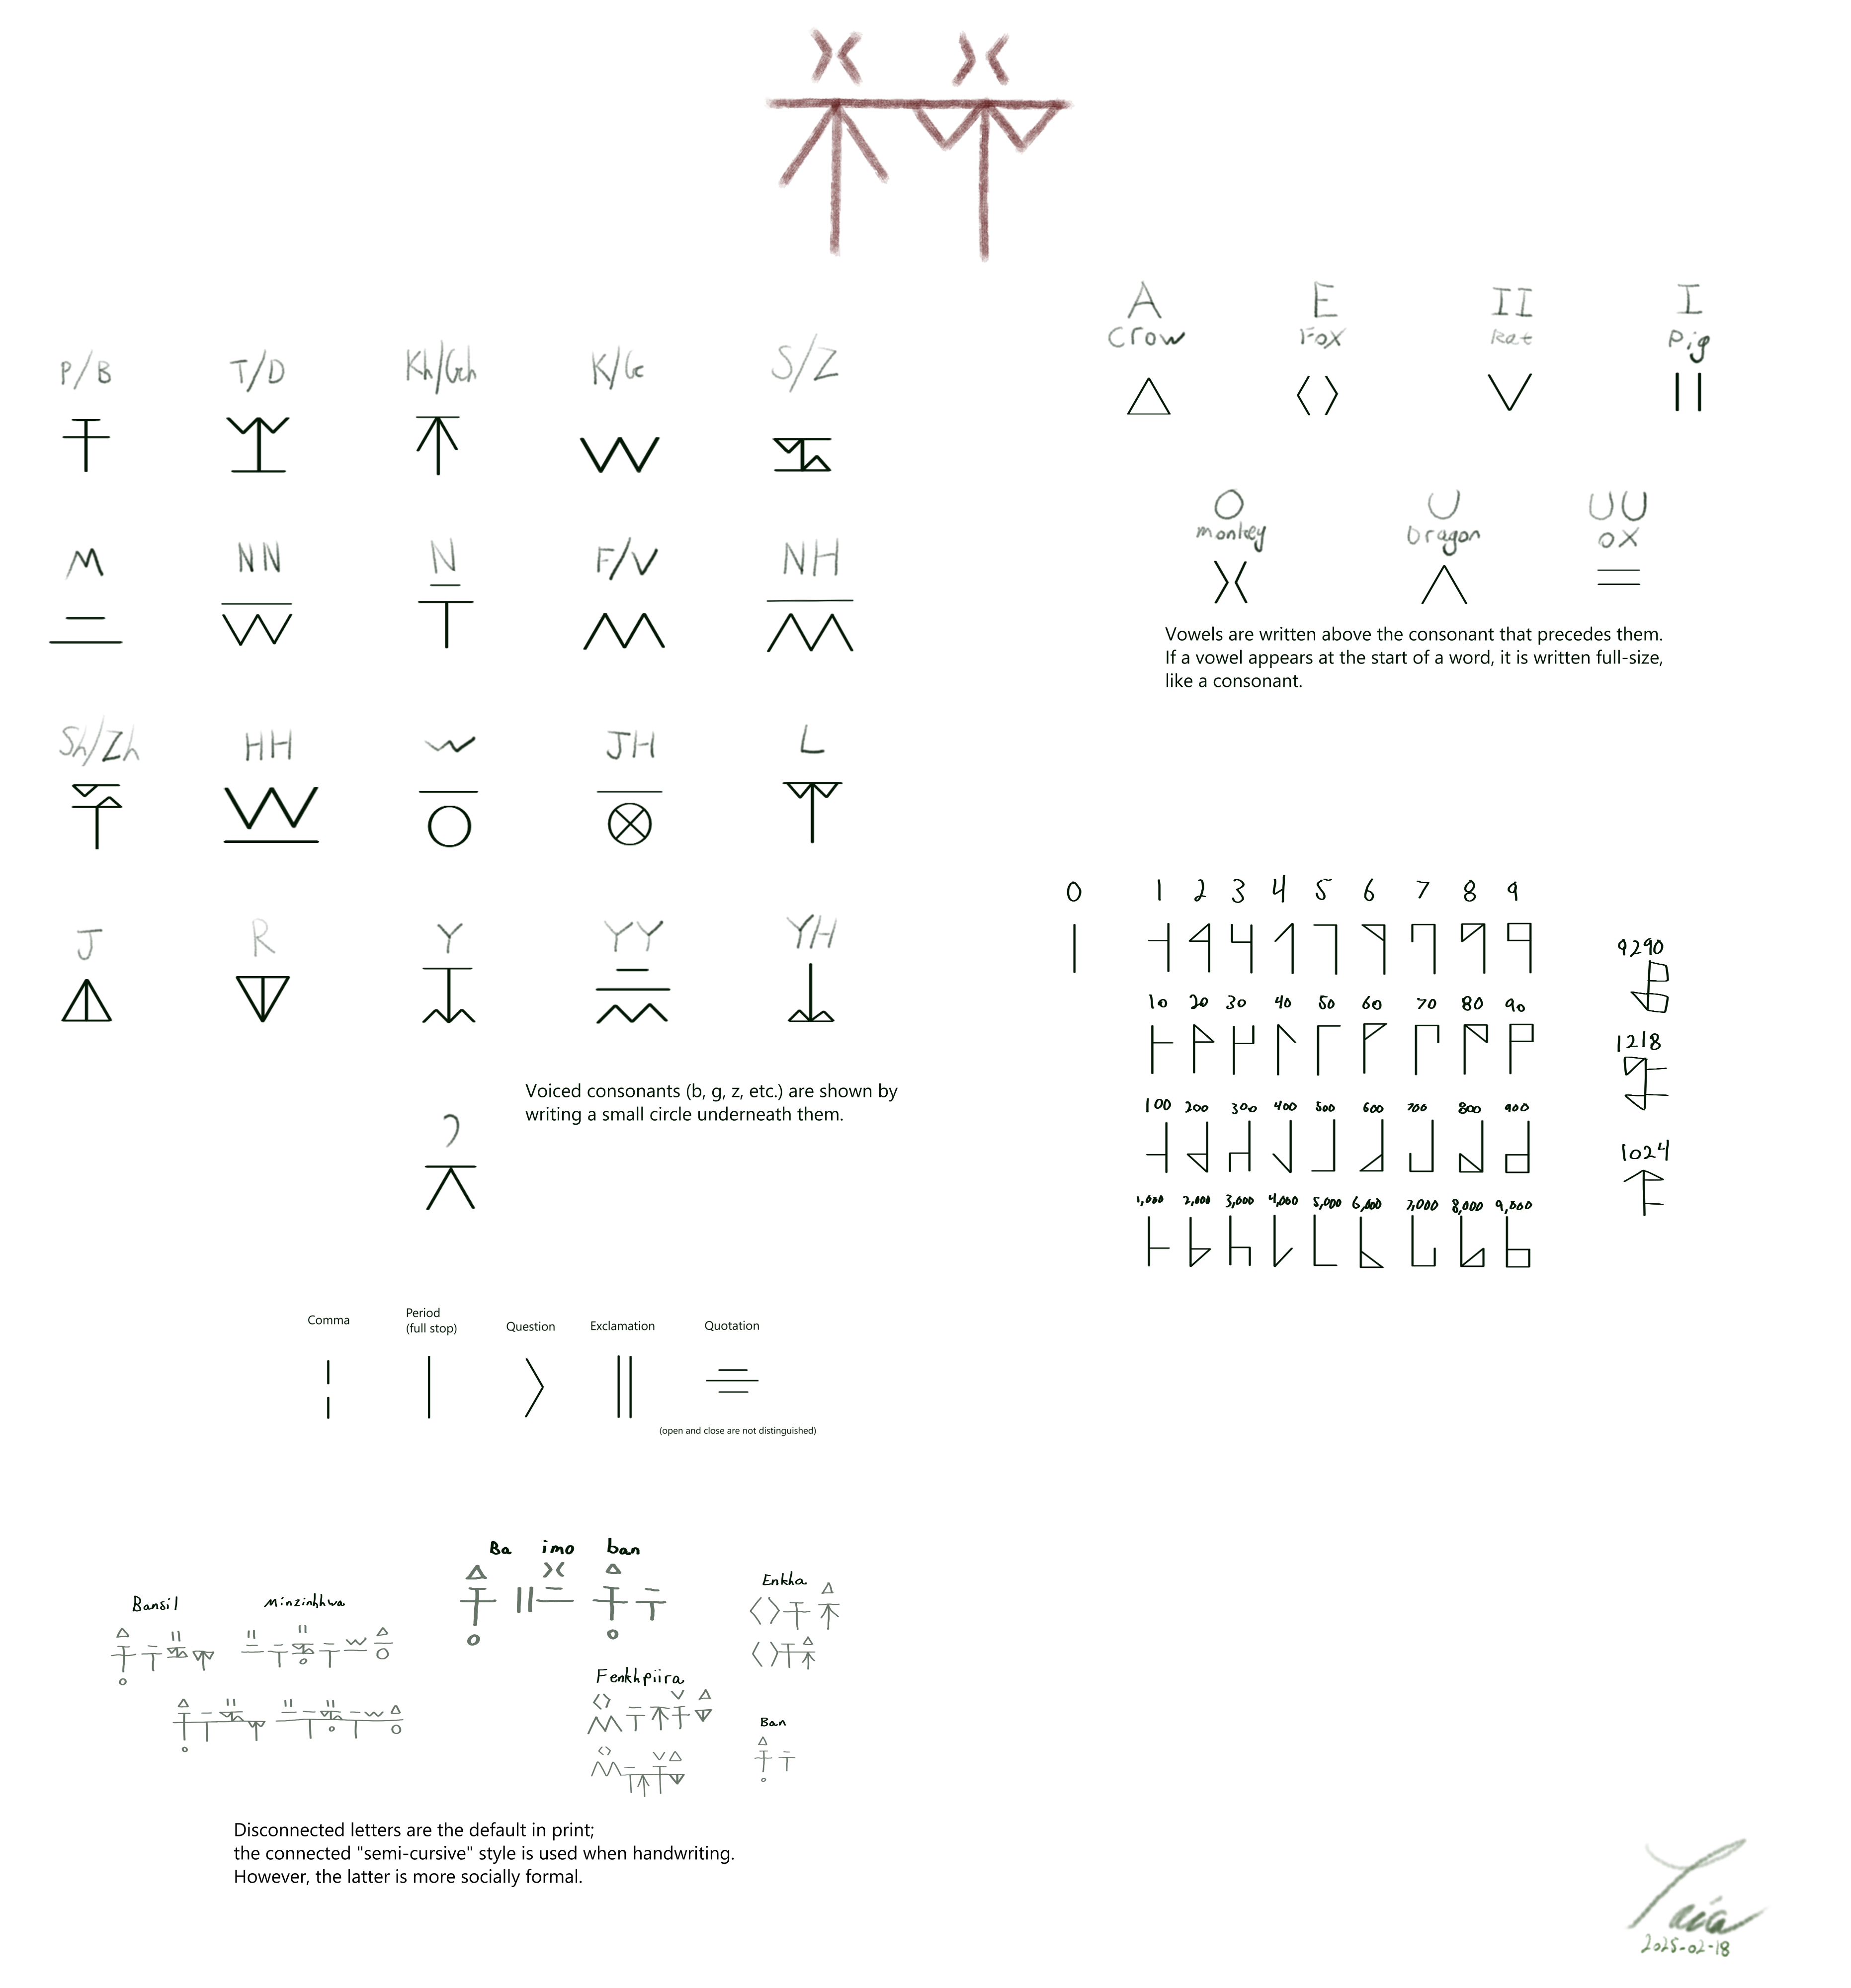 A E II I
Crow Fox Rat Pig
P/B T/D Kh/Gh K/G S/Z
O U UU
monkey Dragon OX
M NN N F/V NH
Vowels are written above the consonant that precedes them.
If a vowel appears at the start of a word, it is written full-size,
like a consonant.
Sh/Zh HH W JH L
0 1 2 3 4 5 6 7 8 9
J R Y YY YH
9290
10 20 30 40 50 60 70 80 90
1218
Voiced consonants (b, g, z, etc.) are shown by
writing a small circle underneath them.
100 200 300 400 500 600 700 800 900
1024
1,000 2,000 3,000 4,000 5,000 6,000 7,000 8,000 9,000
Comma Period Question Exclamation Quotation
(full stop)
(open and close are not distinguished)
Ba imo ban
Bansil Minzinhhwa Enkha
Fenkhpiira
Ban
Disconnected letters are the default in print;
the connected "semi-cursive" style is used when handwriting.
However, the latter is more socially formal.
Taia
2025-02-18